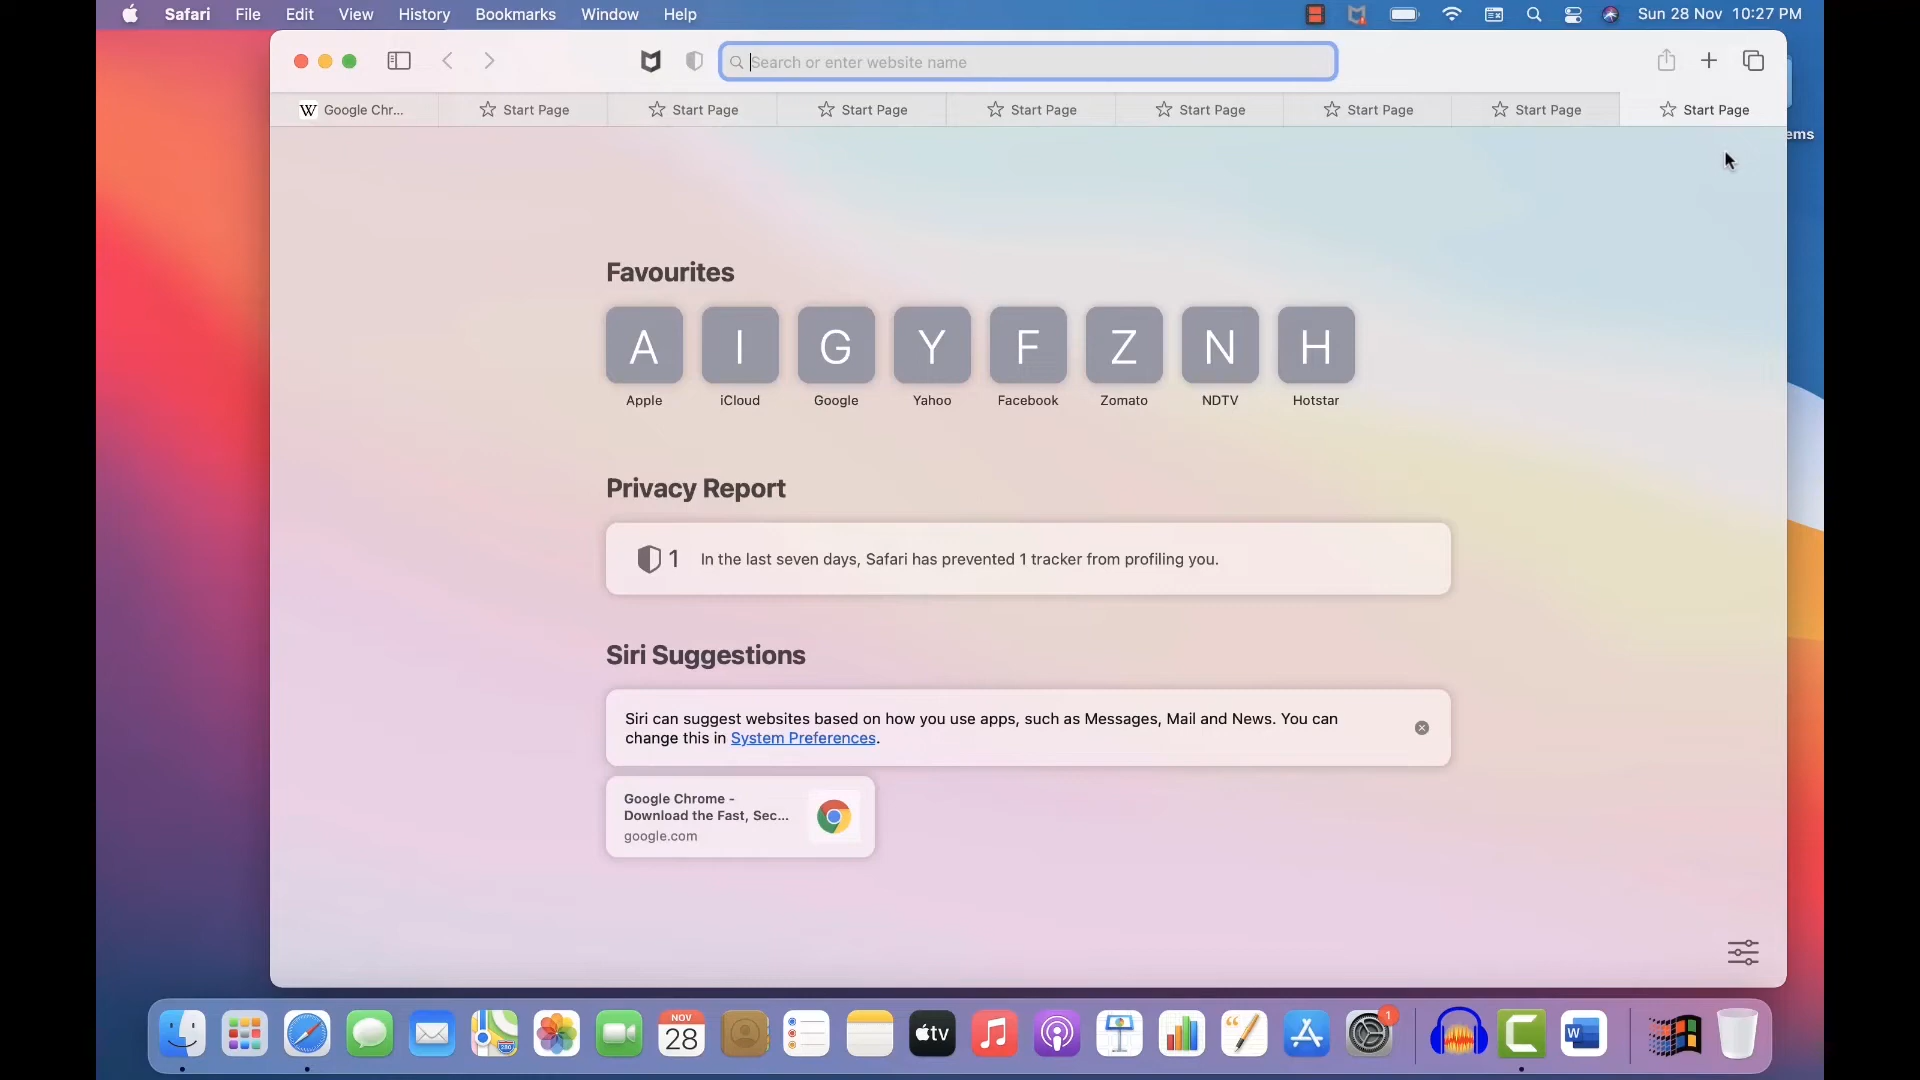 Safari File Edit View History Bookmarks Window Help Sun 28 Nov 10:27 PM
Search or enter website name
W Google Chr... Start Page Start Page Start Page Start Page Start Page Start Page Start Page Start Page
ems
Favourites
A I G Y F Z N H
Apple iCloud Google Yahoo Facebook Zomato NDTV Hotstar
Privacy Report
1 In the last seven days, Safari has prevented 1 tracker from profiling you.
Siri Suggestions
Siri can suggest websites based on how you use apps, such as Messages, Mail and News. You can
change this in System Preferences.
Google Chrome -
Download the Fast, Sec...
google.com
NOV
28
280
tv
1
W